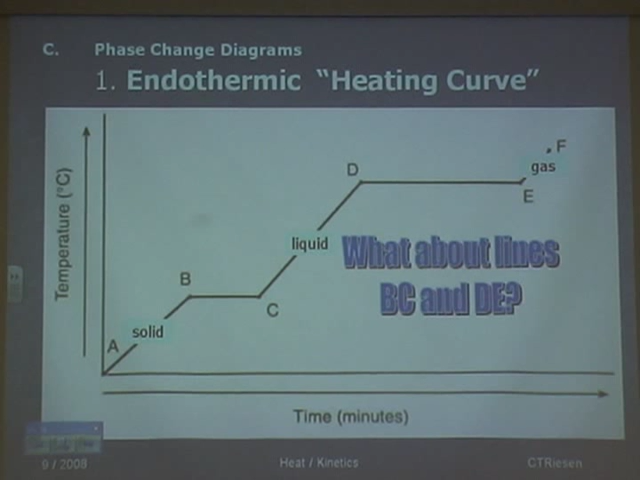 C. Phase Change Diagrams
1. Endothermic "Heating Curve"
F
gas
D
E
Temperature (°C)
liquid
What about lines
BC and DE?
B
C
solid
A
Time (minutes)
9 / 2008
Heat / Kinetics
CTRiesen